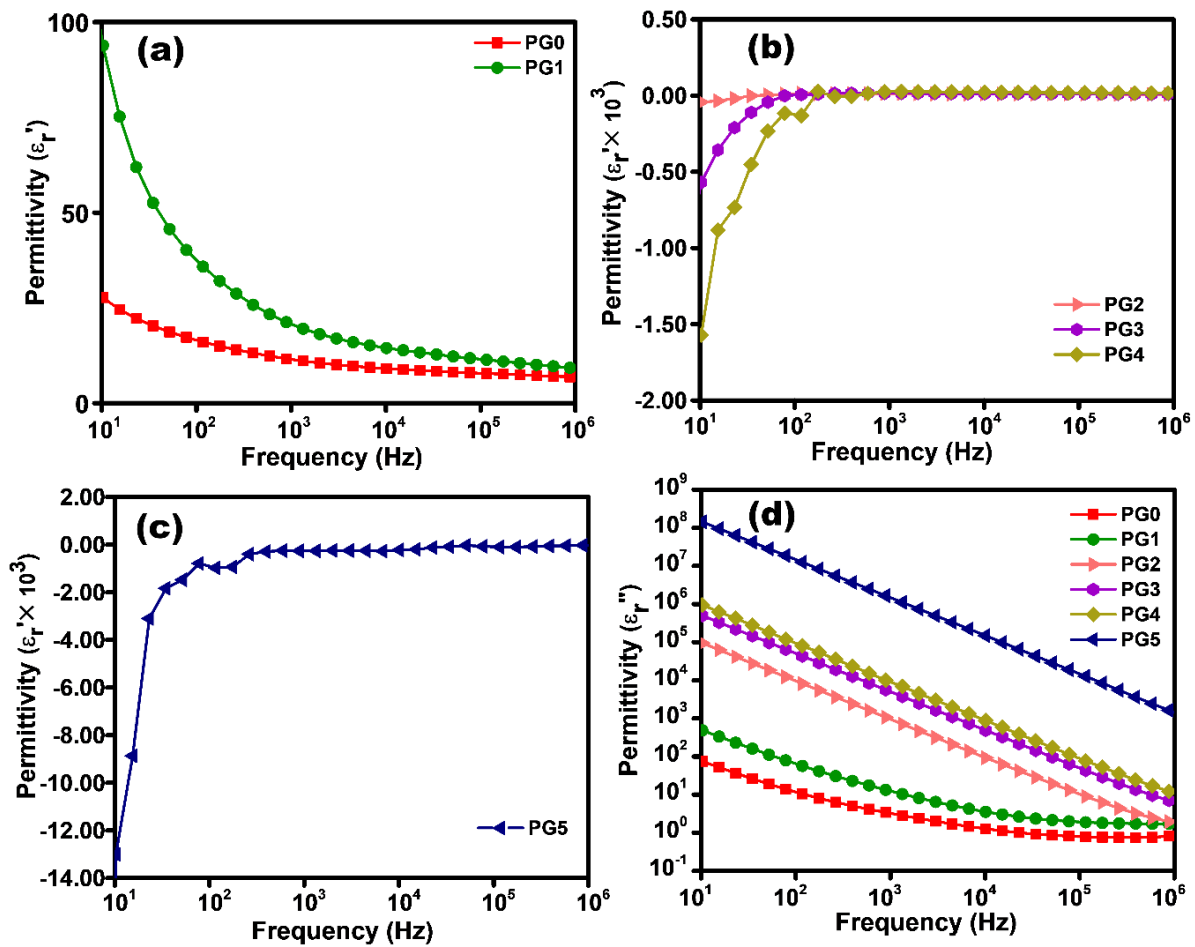 (a)
PG0
PG1
100
50
0
Permittivity (εr')
10¹ 10² 10³ 10⁴ 10⁵ 10⁶
Frequency (Hz)
(b)
0.50
0.00
-0.50
-1.00
-1.50
-2.00
Permittivity (εr'× 10³)
PG2
PG3
PG4
10¹ 10² 10³ 10⁴ 10⁵ 10⁶
Frequency (Hz)
(c)
2.00
0.00
-2.00
-4.00
-6.00
-8.00
-10.00
-12.00
-14.00
Permittivity (εr'× 10³)
PG5
10¹ 10² 10³ 10⁴ 10⁵ 10⁶
Frequency (Hz)
(d)
10⁹
10⁸
10⁷
10⁶
10⁵
10⁴
10³
10²
10¹
10⁰
10⁻¹
Permittivity (εr'')
PG0
PG1
PG2
PG3
PG4
PG5
10¹ 10² 10³ 10⁴ 10⁵ 10⁶
Frequency (Hz)